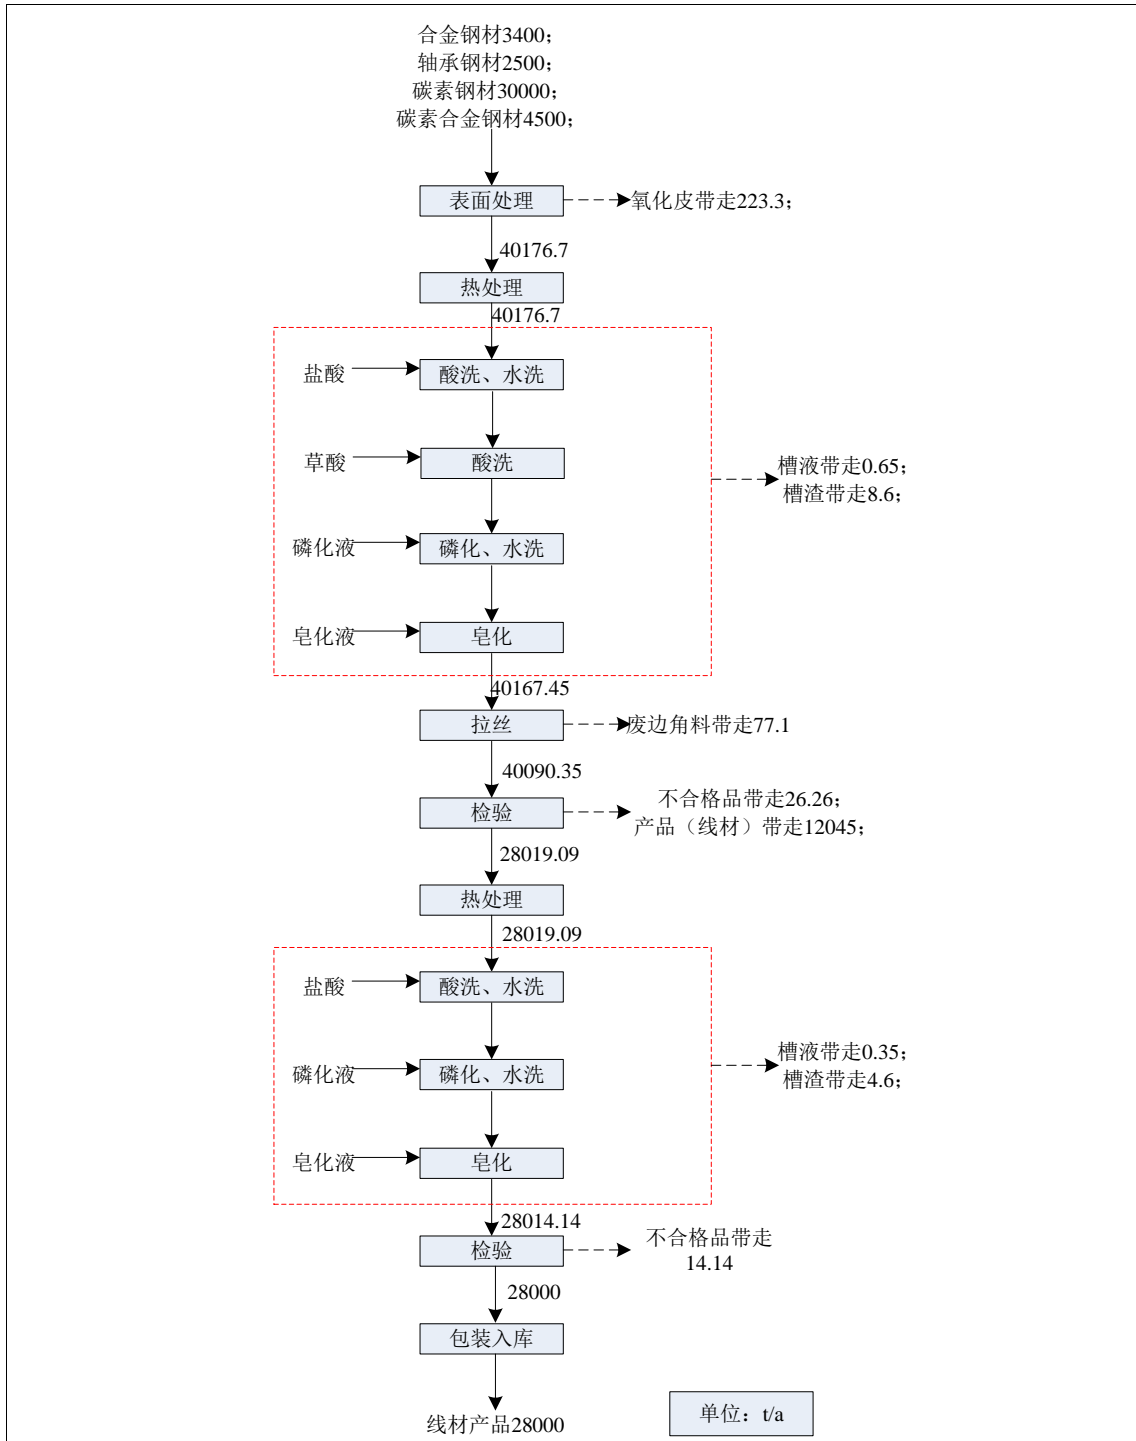 合金钢材3400；
轴承钢材2500；
碳素钢材30000；
碳素合金钢材4500；
表面处理
氧化皮带走223.3；
40176.7
热处理
40176.7
盐酸
酸洗、水洗
草酸
酸洗
槽液带走0.65；
槽渣带走8.6；
磷化液
磷化、水洗
皂化液
皂化
40167.45
拉丝
废边角料带走77.1
40090.35
检验
不合格品带走26.26；
产品（线材）带走12045；
28019.09
热处理
28019.09
盐酸
酸洗、水洗
槽液带走0.35；
槽渣带走4.6；
磷化液
磷化、水洗
皂化液
皂化
28014.14
检验
不合格品带走
14.14
28000
包装入库
线材产品28000
单位：t/a